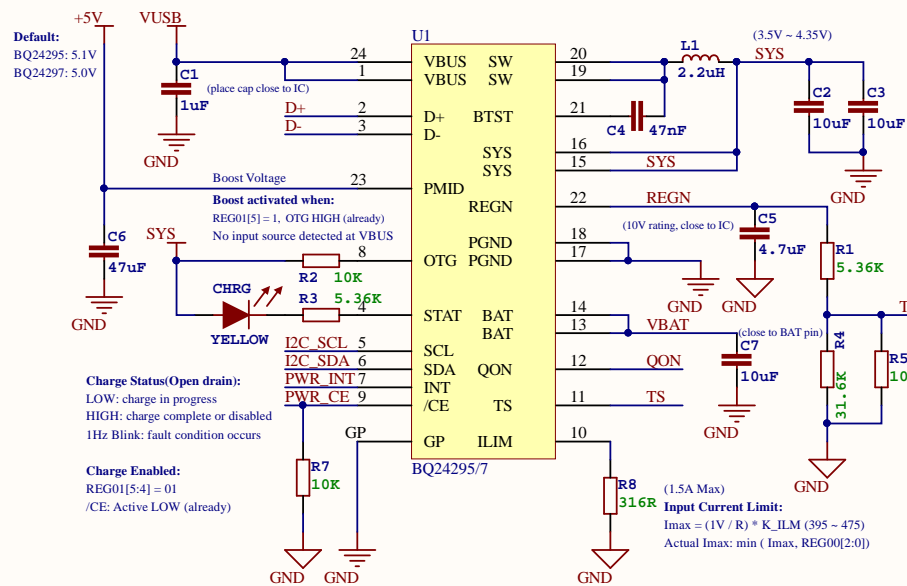 +5V
VUSB
Default:
BQ24295: 5.1V
BQ24297: 5.0V
C1
1uF
(place cap close to IC)
GND
D+
D-
U1
24 VBUS
1 VBUS
2 D+
3 D-
23 PMID
8 OTG
4 STAT
5 SCL
6 SDA
7 INT
9 /CE
GP GP
SW 20
SW 19
BTST 21
SYS 16
SYS 15
REGN 22
PGND 18
PGND 17
BAT 14
BAT 13
QON 12
TS 11
ILIM 10
BQ24295/7
L1
2.2uH
(3.5V ~ 4.35V)
SYS
C2
10uF
C3
10uF
GND
C4 47nF
SYS
Boost Voltage
Boost activated when:
REG01[5] = 1, OTG HIGH (already)
No input source detected at VBUS
C6
47uF
GND
SYS
R2 10K
R3 5.36K
CHRG
YELLOW
I2C_SCL
I2C_SDA
PWR_INT
PWR_CE
Charge Status(Open drain):
LOW: charge in progress
HIGH: charge complete or disabled
1Hz Blink: fault condition occurs
Charge Enabled:
REG01[5:4] = 01
/CE: Active LOW (already)
R7
10K
GND
GND
REGN
(10V rating, close to IC)
C5
4.7uF
GND
GND
R1
5.36K
T
VBAT
(close to BAT pin)
C7
10uF
GND
R4
31.6K
R5
10
GND
QON
TS
R8
316R
GND
(1.5A Max)
Input Current Limit:
Imax = (1V / R) * K_ILM (395 ~ 475)
Actual Imax: min ( Imax, REG00[2:0])